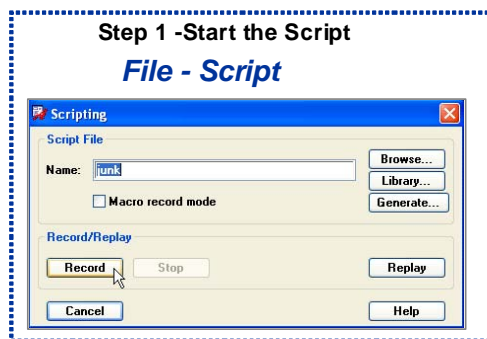 Step 1 -Start the Script
File - Script
Scripting
Script File
Name: junk
Browse...
Library...
Macro record mode
Generate...
Record/Replay
Record Stop Replay
Cancel Help